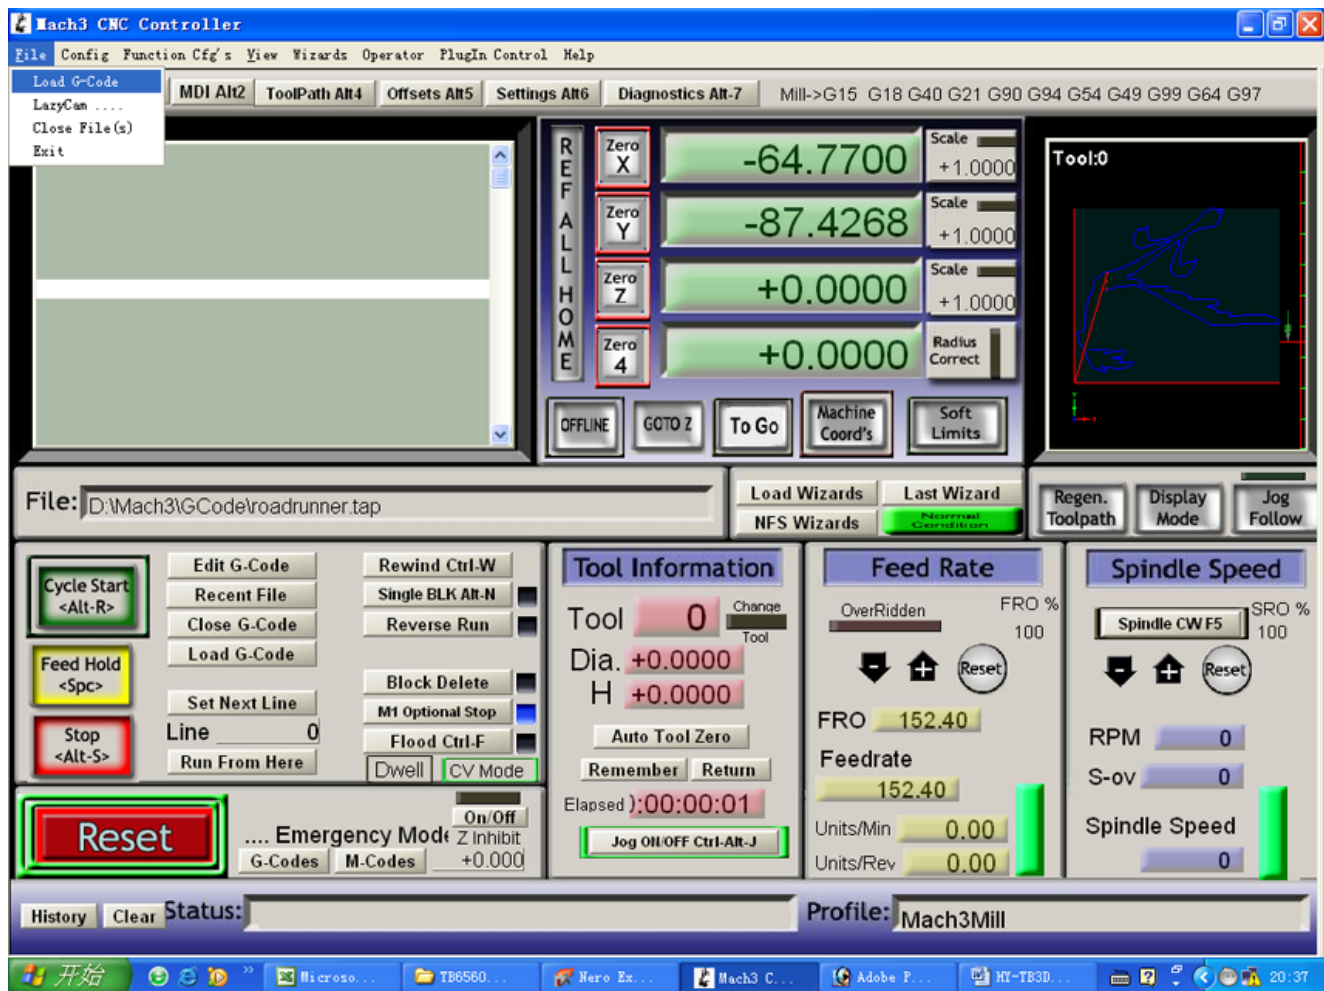 Mach3 CNC Controller
File Config Function Cfg's View Wizards Operator PlugIn Control Help
Load G-Code
LazyCam ....
Close File(s)
Exit
MDI Alt2 ToolPath Alt4 Offsets Alt5 Settings Alt6 Diagnostics Alt-7 Mill->G15 G18 G40 G21 G90 G94 G54 G49 G99 G64 G97
REF ALL HOME
Zero X -64.7700 Scale +1.0000
Zero Y -87.4268 Scale +1.0000
Zero Z +0.0000 Scale +1.0000
Zero 4 +0.0000 Radius Correct
OFFLINE GOTO Z To Go Machine Coord's Soft Limits
Tool:0
File: D:\Mach3\GCode\roadrunner.tap
Load Wizards Last Wizard
NFS Wizards Normal Condition
Regen. Toolpath Display Mode Jog Follow
Cycle Start <Alt-R>
Feed Hold <Spc>
Stop <Alt-S>
Edit G-Code
Recent File
Close G-Code
Load G-Code
Set Next Line
Line 0
Run From Here
Rewind Ctrl-W
Single BLK Alt-N
Reverse Run
Block Delete
M1 Optional Stop
Flood Ctrl-F
Dwell CV Mode
Reset
.... Emergency Mode
G-Codes M-Codes
On/Off
Z Inhibit
+0.000
Tool Information
Tool 0 Change Tool
Dia. +0.0000
H +0.0000
Auto Tool Zero
Remember Return
Elapsed ):00:00:01
Jog ON/OFF Ctrl-Alt-J
Feed Rate
OverRidden FRO %
100
Reset
FRO 152.40
Feedrate
152.40
Units/Min 0.00
Units/Rev 0.00
Spindle Speed
Spindle CW F5 SRO %
100
Reset
RPM 0
S-ov 0
Spindle Speed
0
History Clear Status: Profile: Mach3Mill
开始 Microso... TB6560... Nero Ex... Mach3 C... Adobe P... HY-TB3D... 20:37